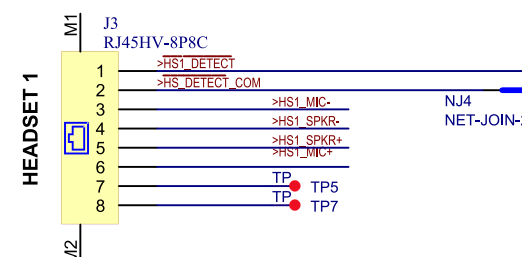 M1
J3
RJ45HV-8P8C
HEADSET 1
1 >HS1_DETECT
2 >HS_DETECT_COM
3 >HS1_MIC-
4 >HS1_SPKR-
5 >HS1_SPKR+
6 >HS1_MIC+
7 TP TP5
8 TP TP7
NJ4
NET-JOIN-
M2